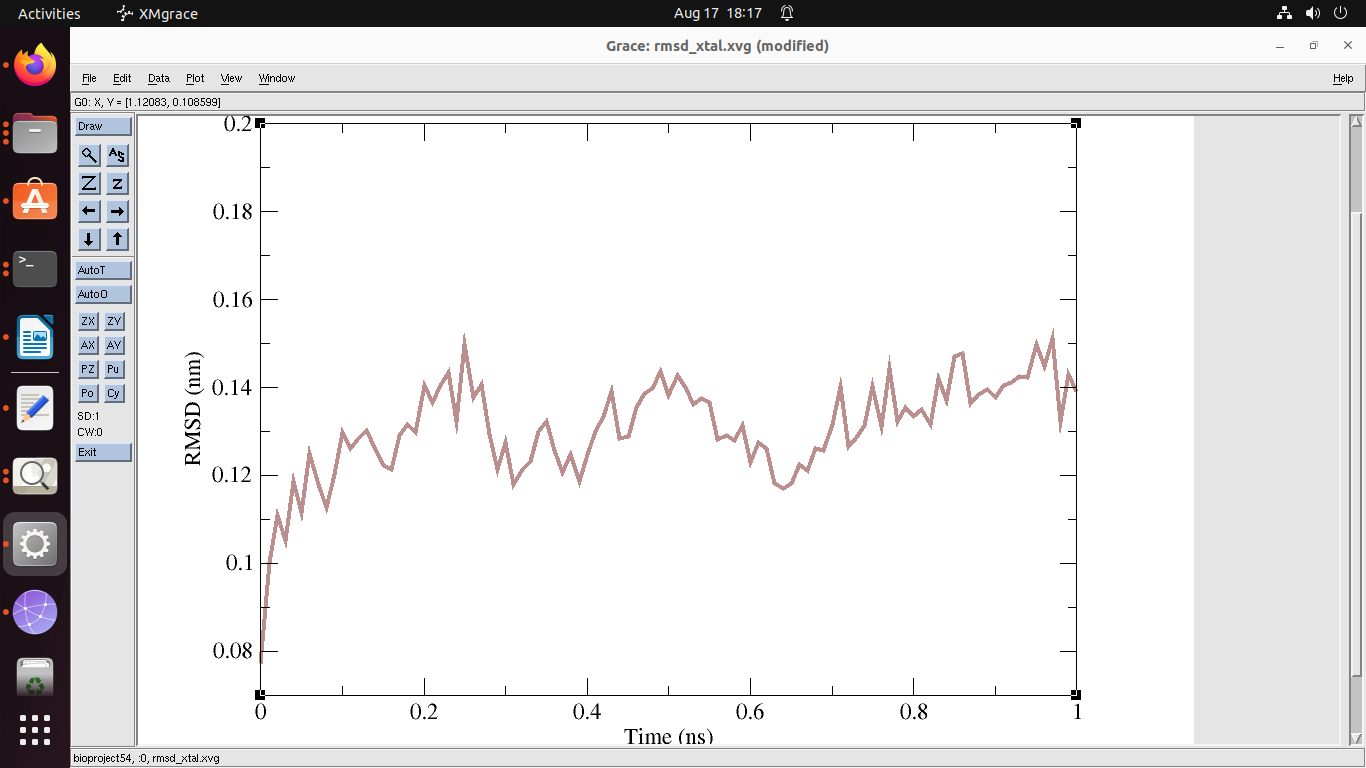 Activities XMgrace Aug 17 18:17
Grace: rmsd_xtal.xvg (modified)
File Edit Data Plot View Window Help
G0: X, Y = [1.12083, 0.108599]
Draw
A S
Z z
AutoT
AutoO
ZX ZY
AX AY
PZ Pu
Po Cy
SD:1
CW:0
Exit
0.2
0.18
0.16
0.14
0.12
0.1
0.08
RMSD (nm)
0 0.2 0.4 0.6 0.8 1
Time (ns)
bioproject54, :0, rmsd_xtal.xvg